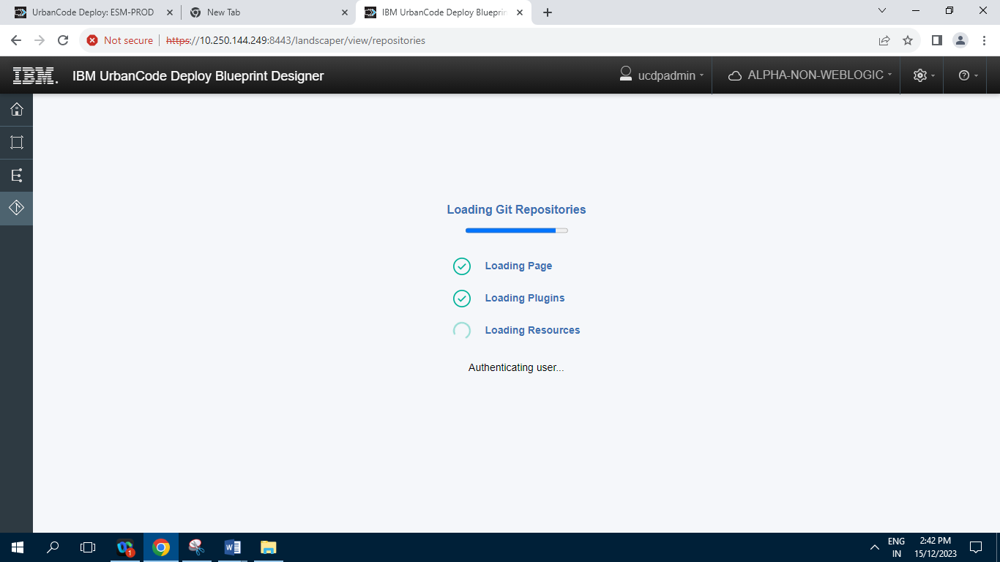 UrbanCode Deploy: ESM-PROD
New Tab
IBM UrbanCode Deploy Blueprin
Not secure
https://10.250.144.249:8443/landscaper/view/repositories
IBM.
IBM UrbanCode Deploy Blueprint Designer
ucdpadmin
ALPHA-NON-WEBLOGIC
Loading Git Repositories
Loading Page
Loading Plugins
Loading Resources
Authenticating user...
1
ENG
IN
2:42 PM
15/12/2023